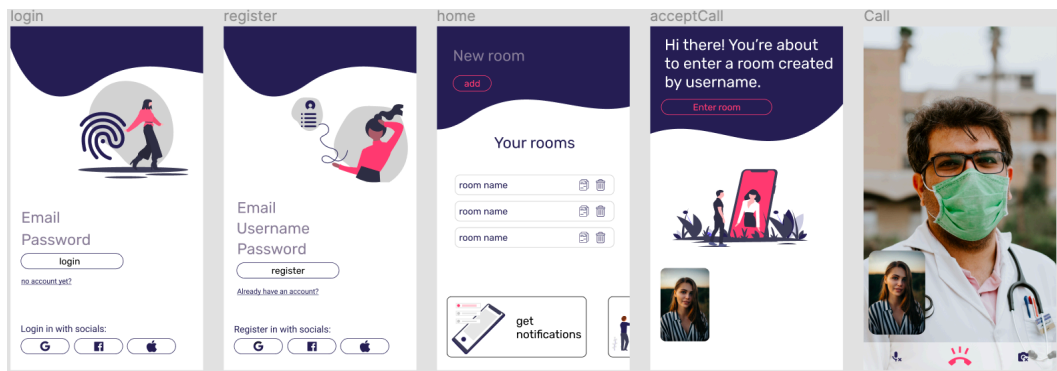 login
Email
Password
login
no account yet?
Login in with socials:
G
register
Email
Username
Password
register
Already have an account?
Register in with socials:
G
home
New room
add
Your rooms
room name
room name
room name
get
notifications
acceptCall
Hi there! You're about
to enter a room created
by username.
Enter room
Call